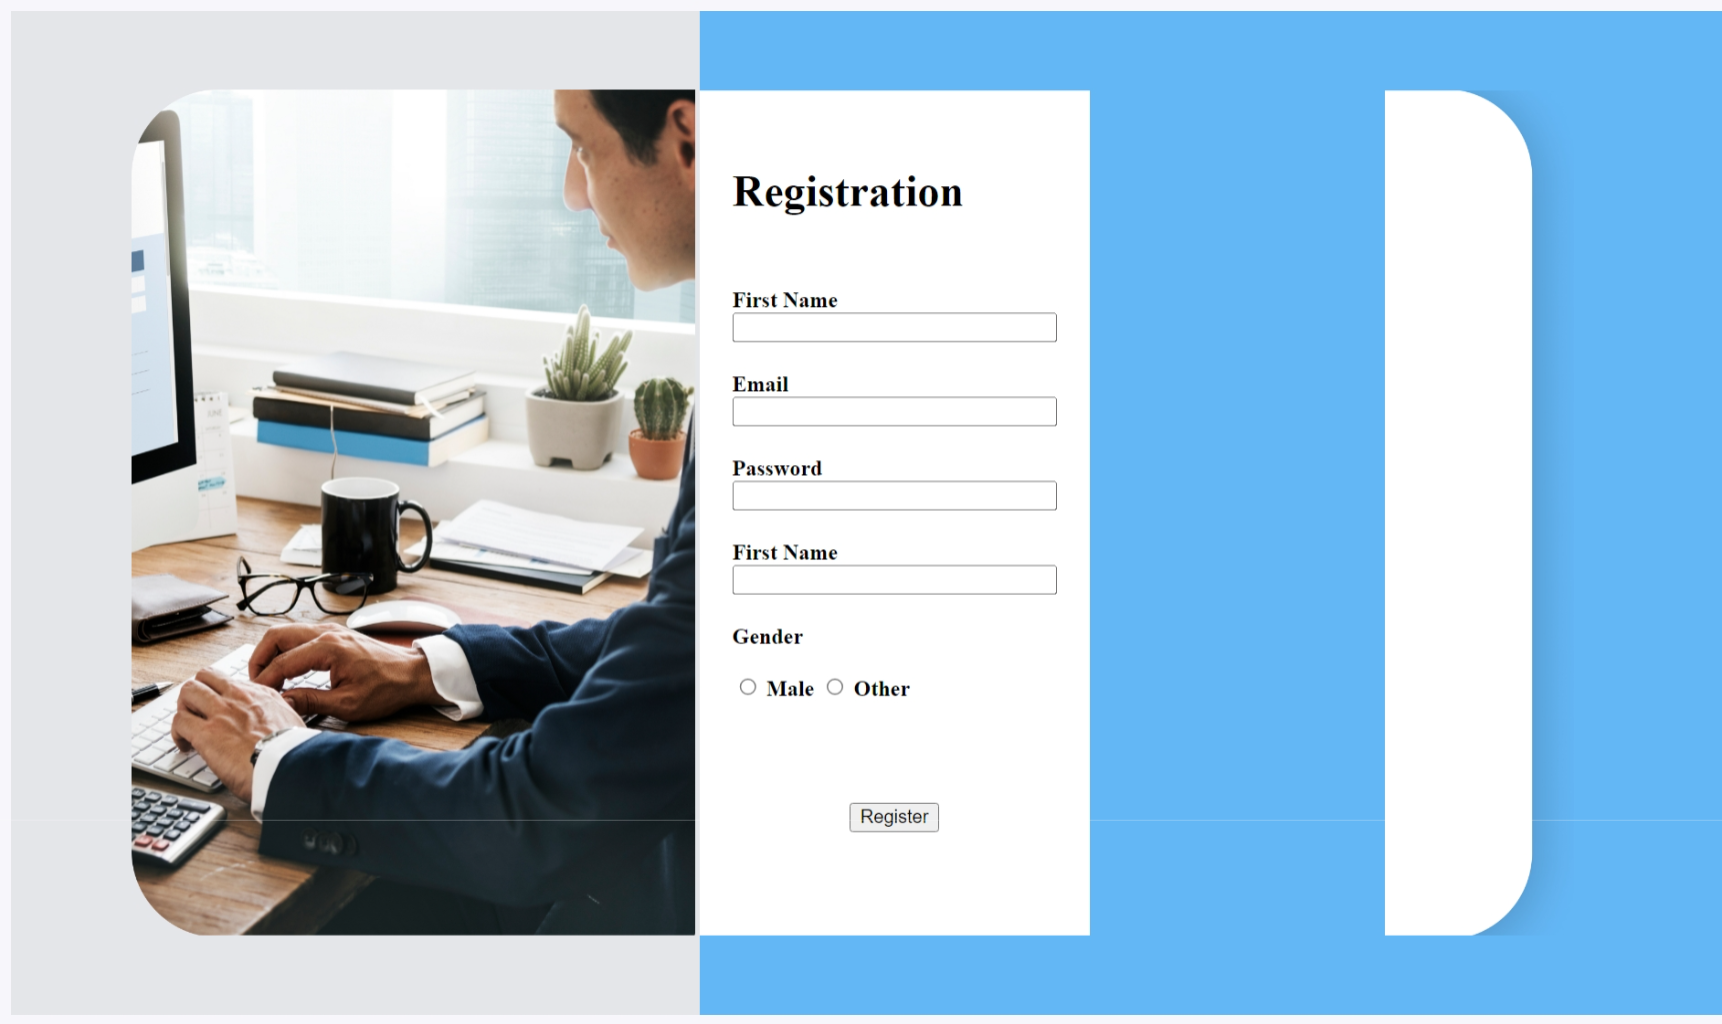 Registration
First Name
Email
Password
First Name
Gender
Male Other
Register